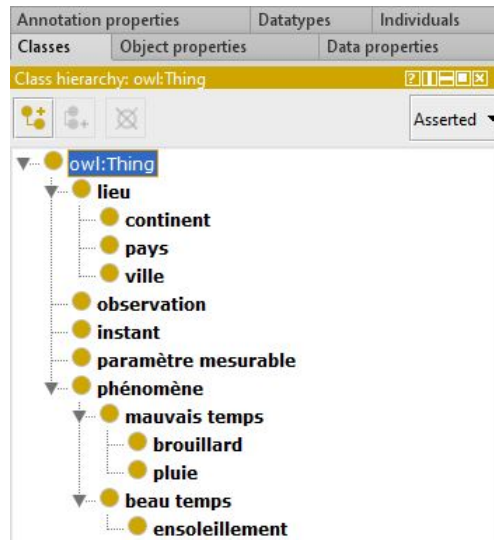 Annotation properties Datatypes Individuals
Classes Object properties Data properties
Class hierarchy: owl:Thing
Asserted
owl:Thing
lieu
continent
pays
ville
observation
instant
paramètre mesurable
phénomène
mauvais temps
brouillard
pluie
beau temps
ensoleillement